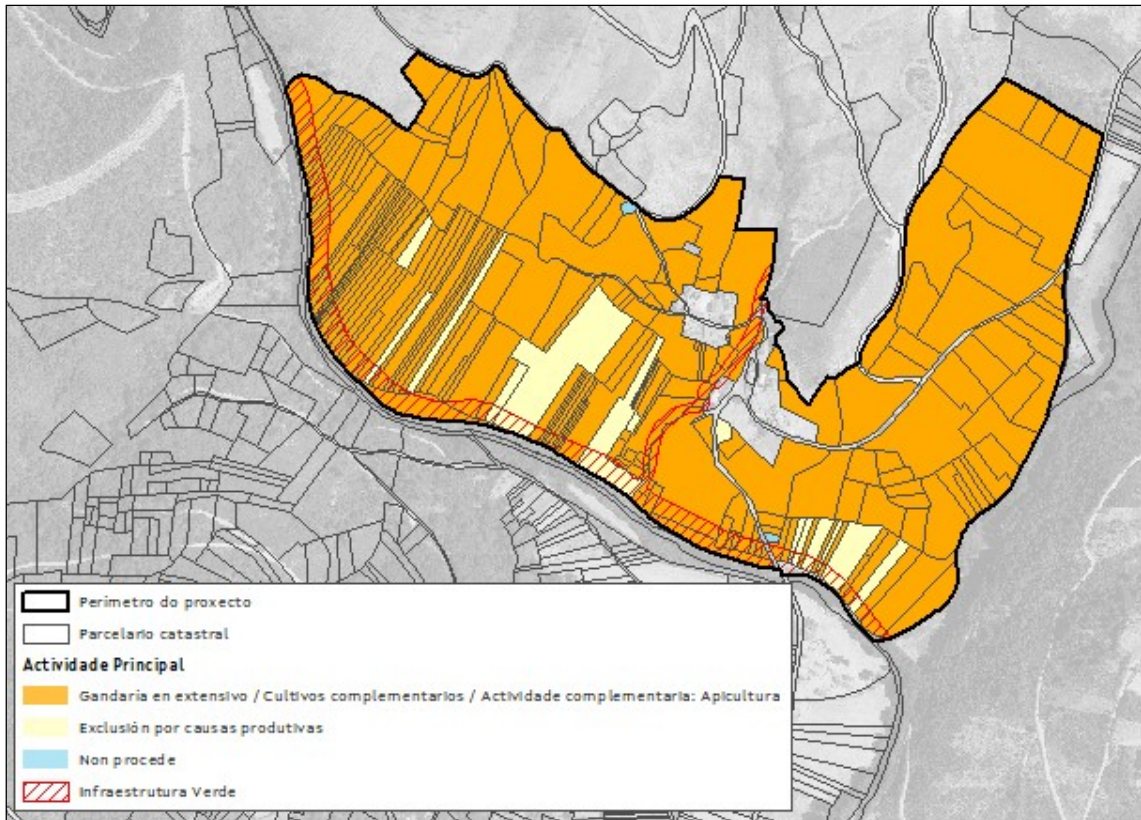 Perímetro do proxecto
Parcelario catastral
Actividade Principal
Gandaría en extensivo / Cultivos complementarios / Actividade complementaria: Apicultura
Exclusión por causas produtivas
Non procede
Infraestrutura Verde